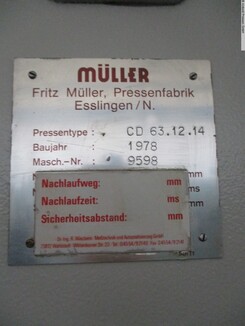 MÜLLER
Fritz Müller, Pressenfabrik
Esslingen/N.
Pressentype : CD 63.12.14
Baujahr : 1978
Masch.-Nr. : 9598
Nachlaufweg: mm
Nachlaufzeit: ms
Sicherheitsabstand: mm